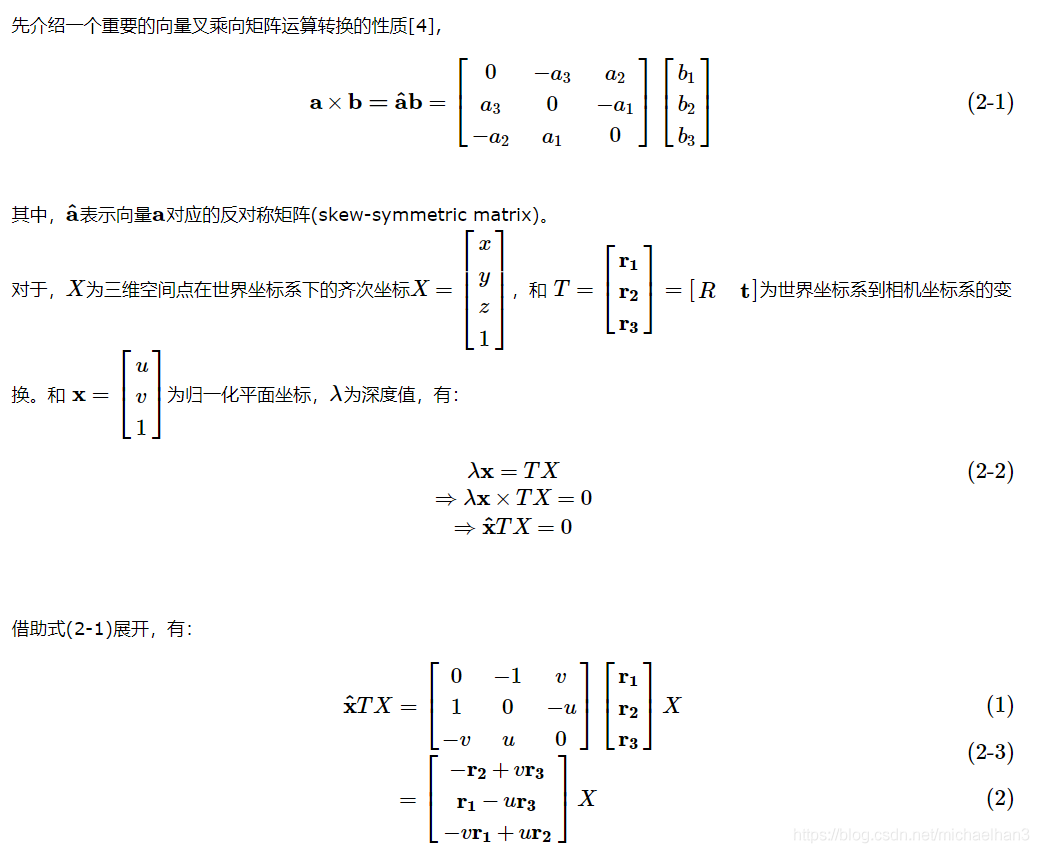 先介绍一个重要的向量叉乘向矩阵运算转换的性质[4],
$$\mathbf{a} \times \mathbf{b} = \hat{\mathbf{a}}\mathbf{b} = \begin{bmatrix} 0 & -a_3 & a_2 \\ a_3 & 0 & -a_1 \\ -a_2 & a_1 & 0 \end{bmatrix} \begin{bmatrix} b_1 \\ b_2 \\ b_3 \end{bmatrix}$$ (2-1)
其中，$\hat{\mathbf{a}}$表示向量$\mathbf{a}$对应的反对称矩阵(skew-symmetric matrix)。
对于，$X$为三维空间点在世界坐标系下的齐次坐标$X = \begin{bmatrix} x \\ y \\ z \\ 1 \end{bmatrix}$，和 $T = \begin{bmatrix} \mathbf{r_1} \\ \mathbf{r_2} \\ \mathbf{r_3} \end{bmatrix} = [R \quad \mathbf{t}]$为世界坐标系到相机坐标系的变
换。和 $\mathbf{x} = \begin{bmatrix} u \\ v \\ 1 \end{bmatrix}$为归一化平面坐标，$\lambda$为深度值，有：
$$\lambda\mathbf{x} = TX$$ (2-2)
$$\Rightarrow \lambda\mathbf{x} \times TX = 0$$
$$\Rightarrow \hat{\mathbf{x}}TX = 0$$
借助式(2-1)展开，有：
$$\hat{\mathbf{x}}TX = \begin{bmatrix} 0 & -1 & v \\ 1 & 0 & -u \\ -v & u & 0 \end{bmatrix} \begin{bmatrix} \mathbf{r_1} \\ \mathbf{r_2} \\ \mathbf{r_3} \end{bmatrix} X$$ (1)
(2-3)
$$= \begin{bmatrix} -\mathbf{r_2} + v\mathbf{r_3} \\ \mathbf{r_1} - u\mathbf{r_3} \\ -v\mathbf{r_1} + u\mathbf{r_2} \end{bmatrix} X$$ (2)
https://blog.csdn.net/michaelhan3